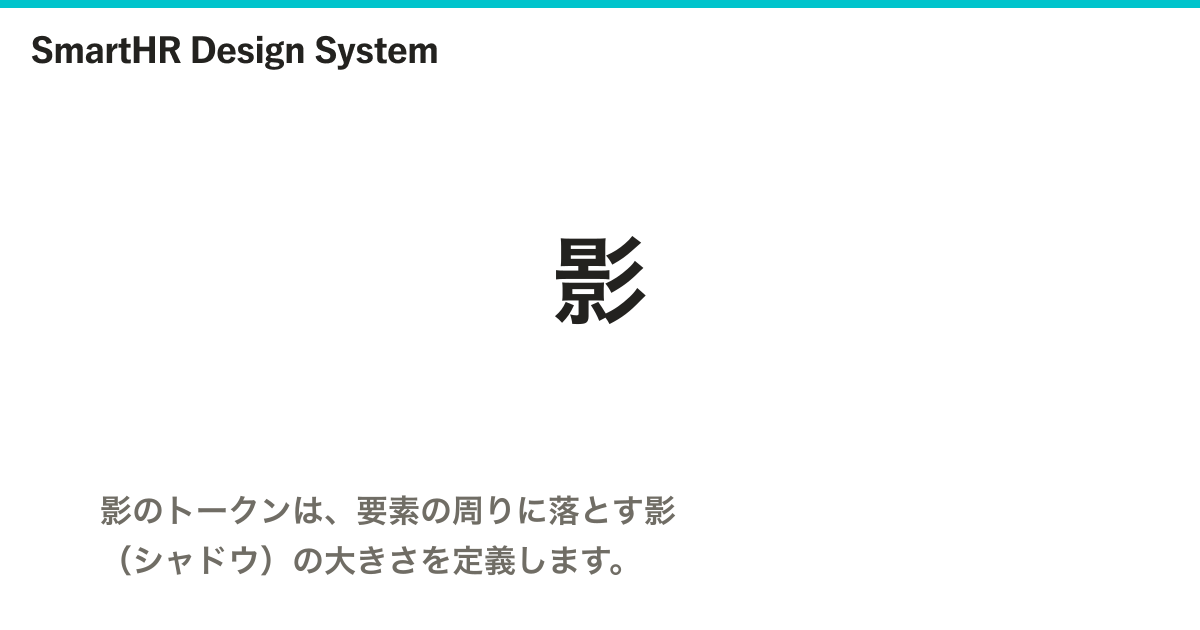 SmartHR Design System
影
影のトークンは、要素の周りに落とす影
（シャドウ）の大きさを定義します。